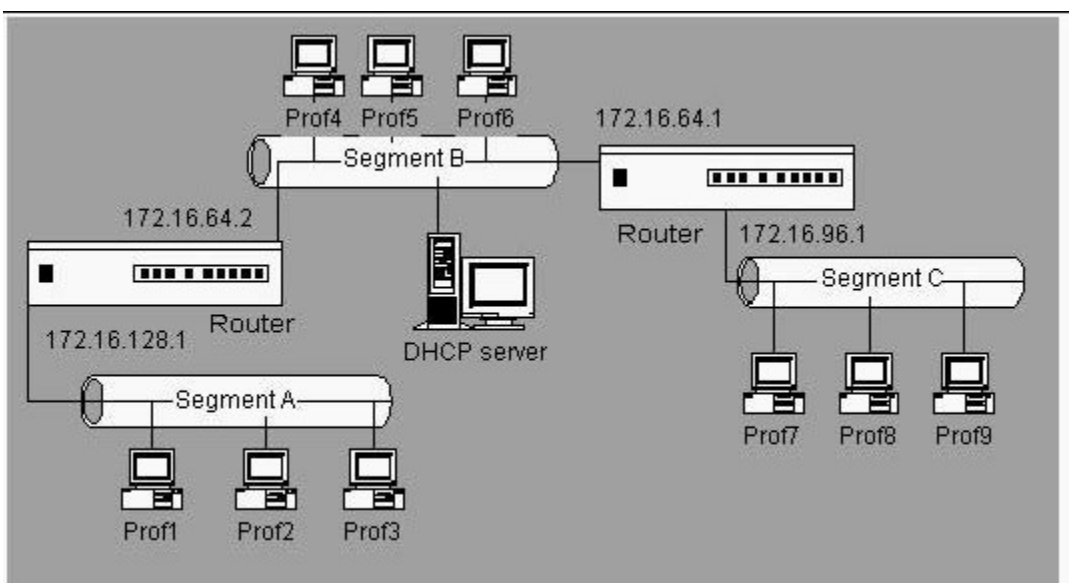 Prof4 Prof5 Prof6
172.16.64.1
Segment B
172.16.64.2
Router
172.16.96.1
Segment C
Router
172.16.128.1
DHCP server
Segment A
Prof7 Prof8 Prof9
Prof1 Prof2 Prof3